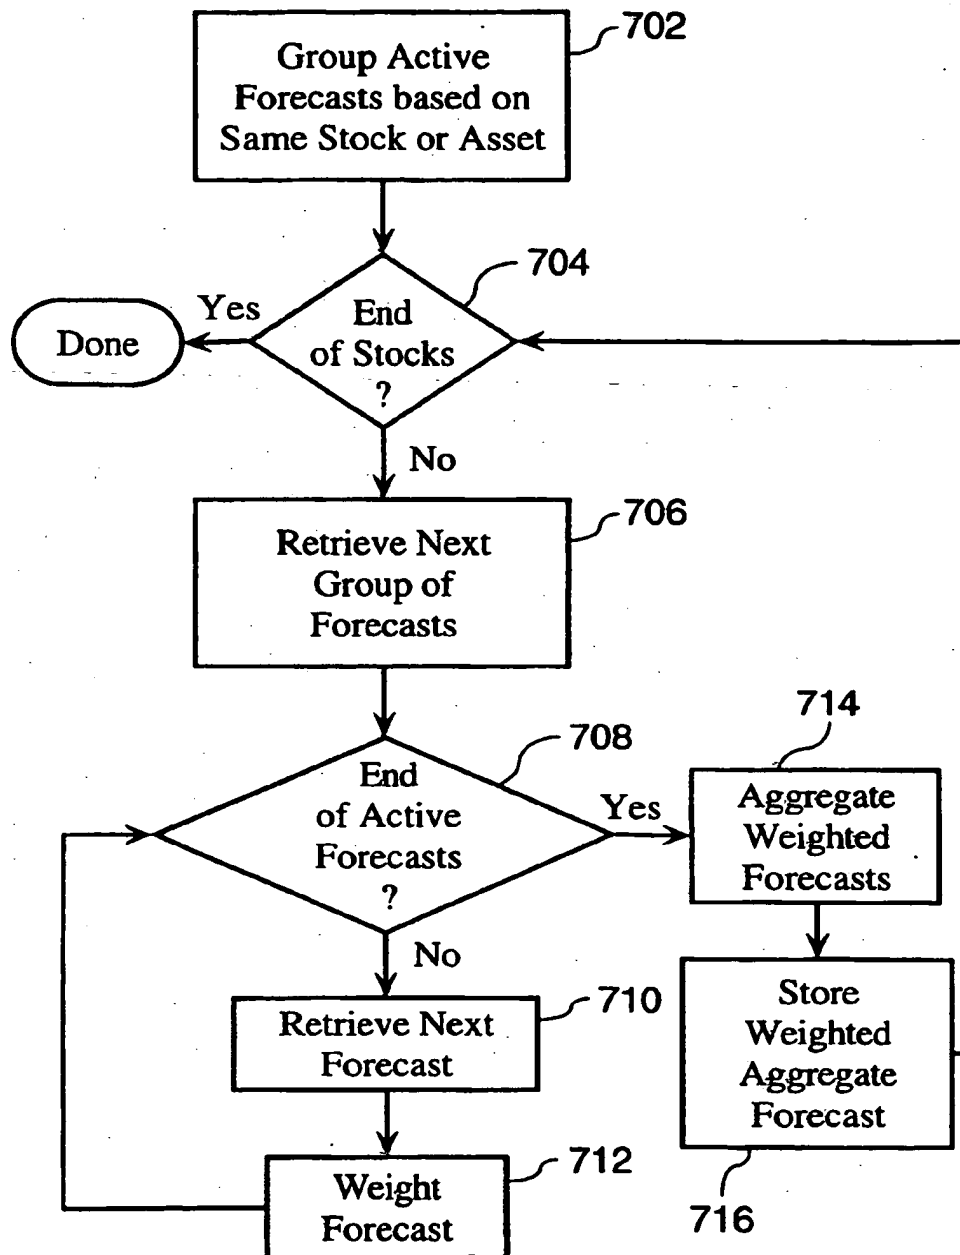 702
Group Active
Forecasts based on
Same Stock or Asset
704
Yes
End
of Stocks
?
Done
No
706
Retrieve Next
Group of
Forecasts
708
End
of Active
Forecasts
?
Yes
714
Aggregate
Weighted
Forecasts
No
710
Retrieve Next
Forecast
Store
Weighted
Aggregate
Forecast
712
Weight
Forecast
716